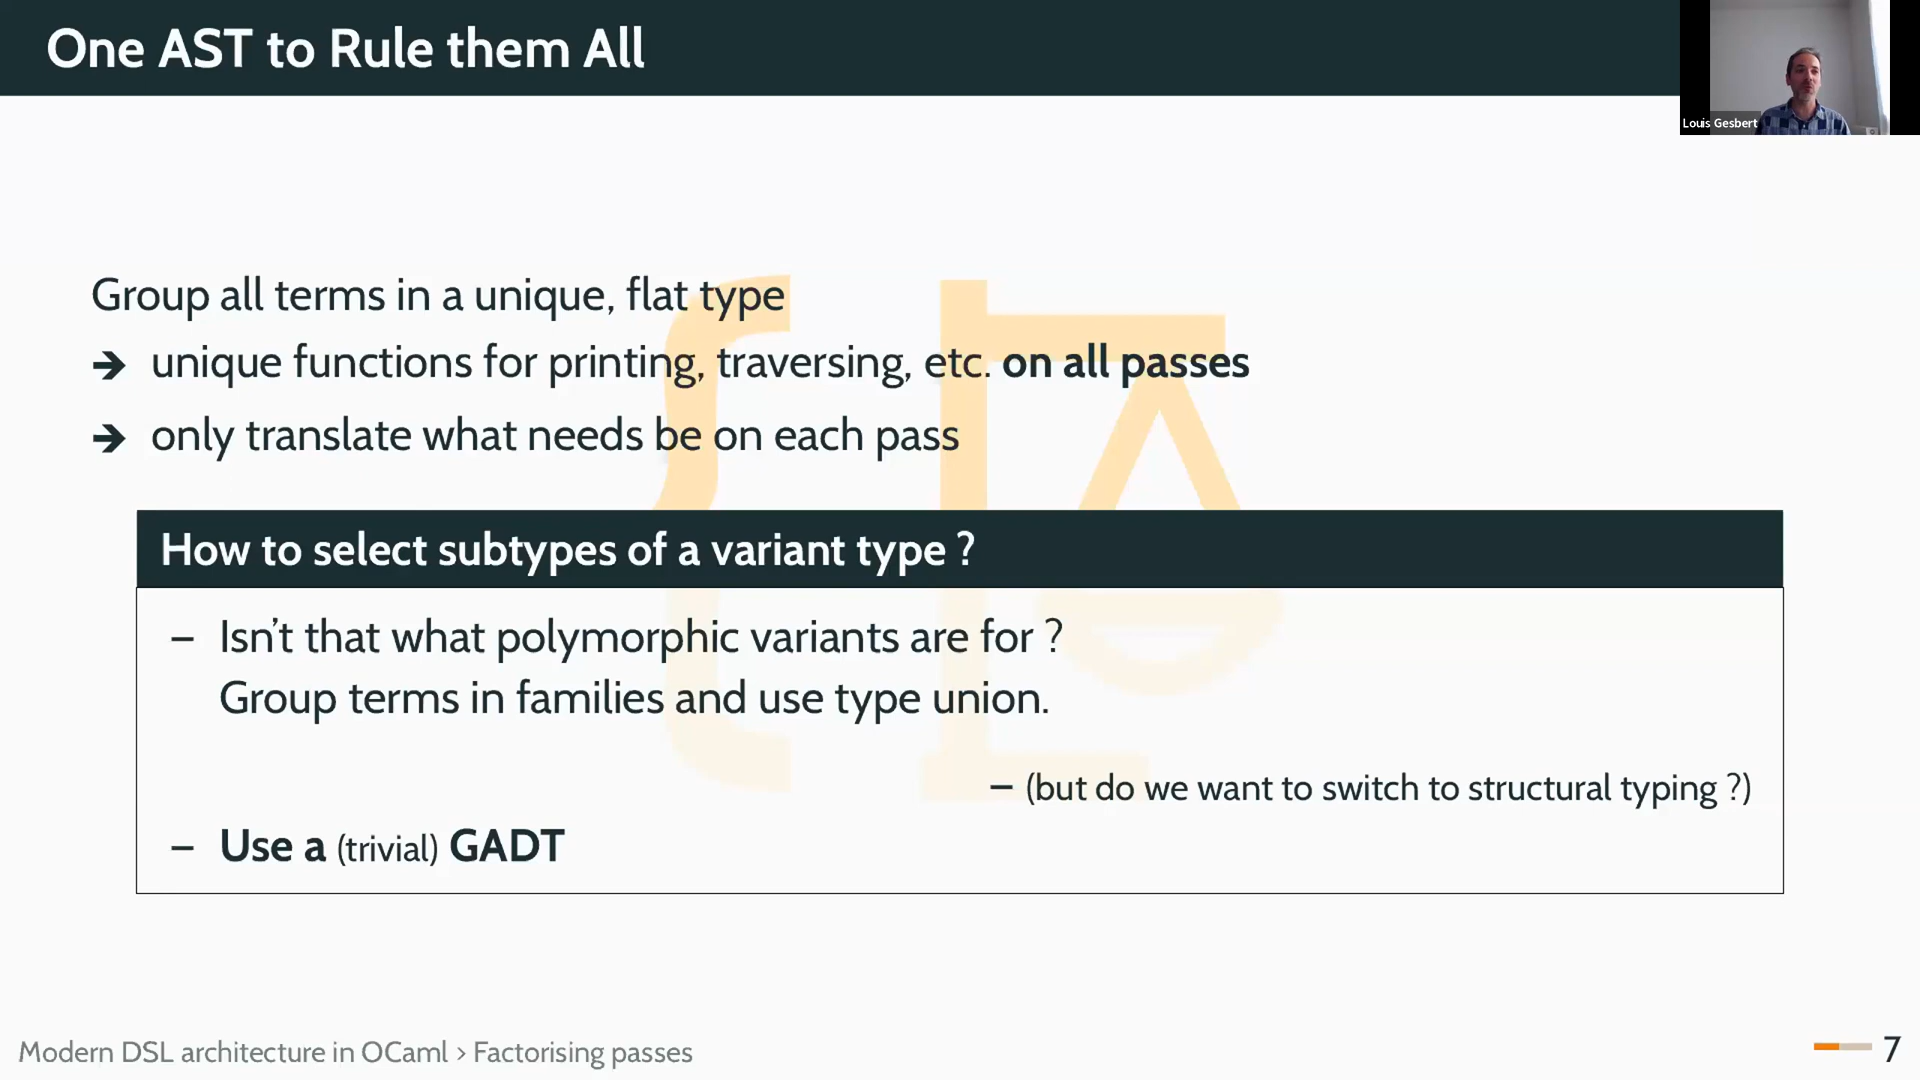 One AST to Rule them All
Louis Gesbert
Group all terms in a unique, flat type
➔ unique functions for printing, traversing, etc. on all passes
➔ only translate what needs be on each pass
How to select subtypes of a variant type ?
– Isn’t that what polymorphic variants are for ?
Group terms in families and use type union.
– (but do we want to switch to structural typing ?)
– Use a (trivial) GADT
Modern DSL architecture in OCaml › Factorising passes
7